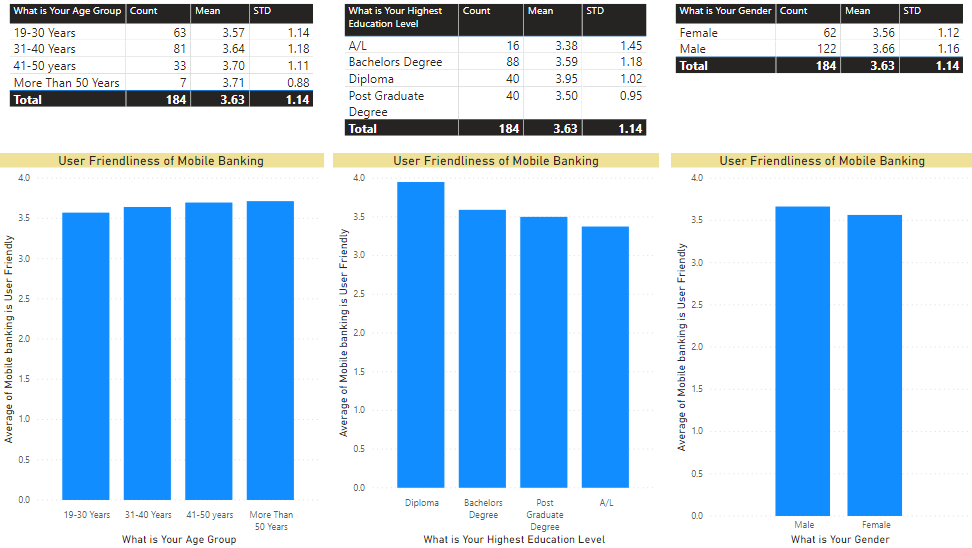 What is Your Age Group Count Mean STD
19-30 Years 63 3.57 1.14
31-40 Years 81 3.64 1.18
41-50 years 33 3.70 1.11
More Than 50 Years 7 3.71 0.88
Total 184 3.63 1.14
What is Your Highest Count Mean STD
Education Level
A/L 16 3.38 1.45
Bachelors Degree 88 3.59 1.18
Diploma 40 3.95 1.02
Post Graduate 40 3.50 0.95
Degree
Total 184 3.63 1.14
What is Your Gender Count Mean STD
Female 62 3.56 1.12
Male 122 3.66 1.16
Total 184 3.63 1.14
User Friendliness of Mobile Banking
Average of Mobile banking is User Friendly
4.0
3.5
3.0
2.5
2.0
1.5
1.0
0.5
0.0
19-30 Years 31-40 Years 41-50 years More Than
50 Years
What is Your Age Group
User Friendliness of Mobile Banking
Average of Mobile banking is User Friendly
4.0
3.5
3.0
2.5
2.0
1.5
1.0
0.5
0.0
Diploma Bachelors Post A/L
Degree Graduate
Degree
What is Your Highest Education Level
User Friendliness of Mobile Banking
Average of Mobile banking is User Friendly
4.0
3.5
3.0
2.5
2.0
1.5
1.0
0.5
0.0
Male Female
What is Your Gender